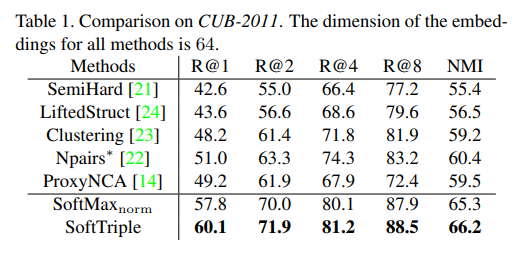 Table 1. Comparison on CUB-2011. The dimension of the embed-
dings for all methods is 64.
Methods R@1 R@2 R@4 R@8 NMI
SemiHard [21] 42.6 55.0 66.4 77.2 55.4
LiftedStruct [24] 43.6 56.6 68.6 79.6 56.5
Clustering [23] 48.2 61.4 71.8 81.9 59.2
Npairs* [22] 51.0 63.3 74.3 83.2 60.4
ProxyNCA [14] 49.2 61.9 67.9 72.4 59.5
SoftMaxnorm 57.8 70.0 80.1 87.9 65.3
SoftTriple 60.1 71.9 81.2 88.5 66.2